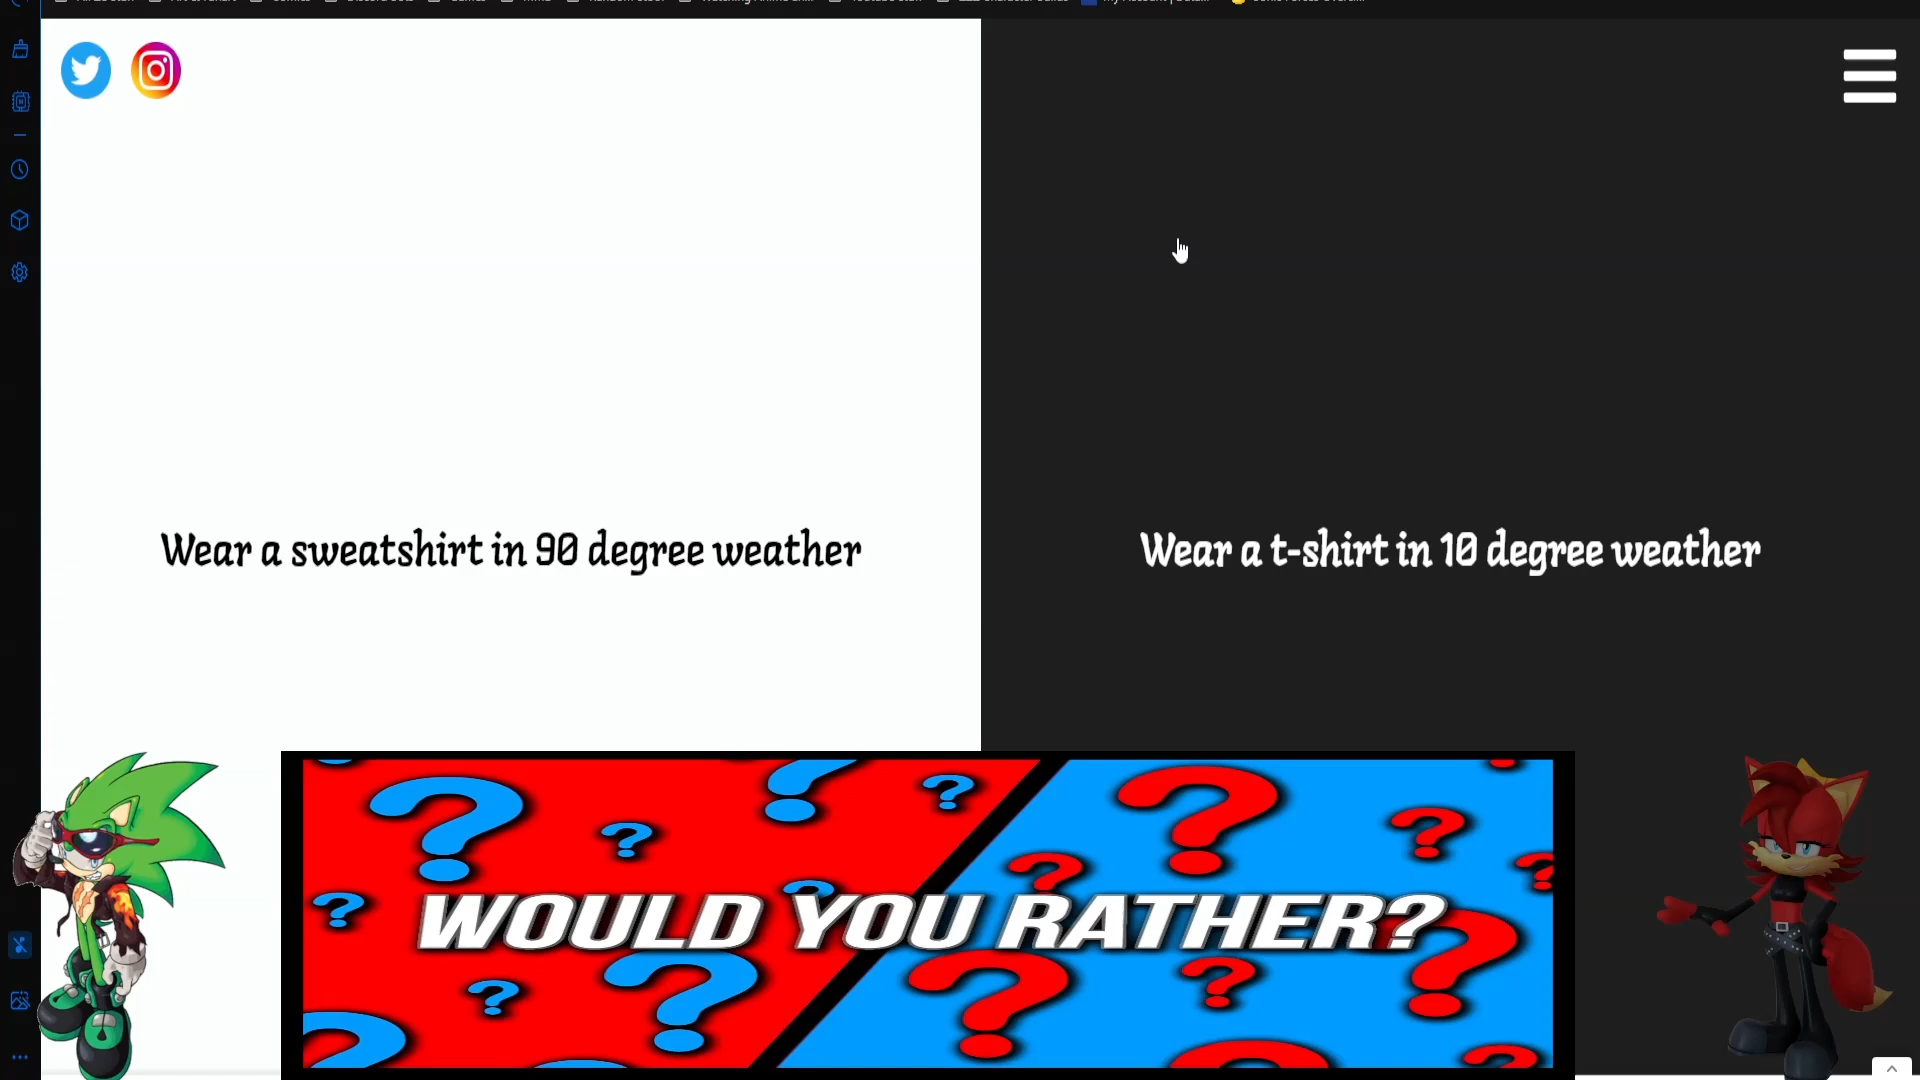 Wear a sweatshirt in 90 degree weather
Wear a t-shirt in 10 degree weather
WOULD YOU RATHER?